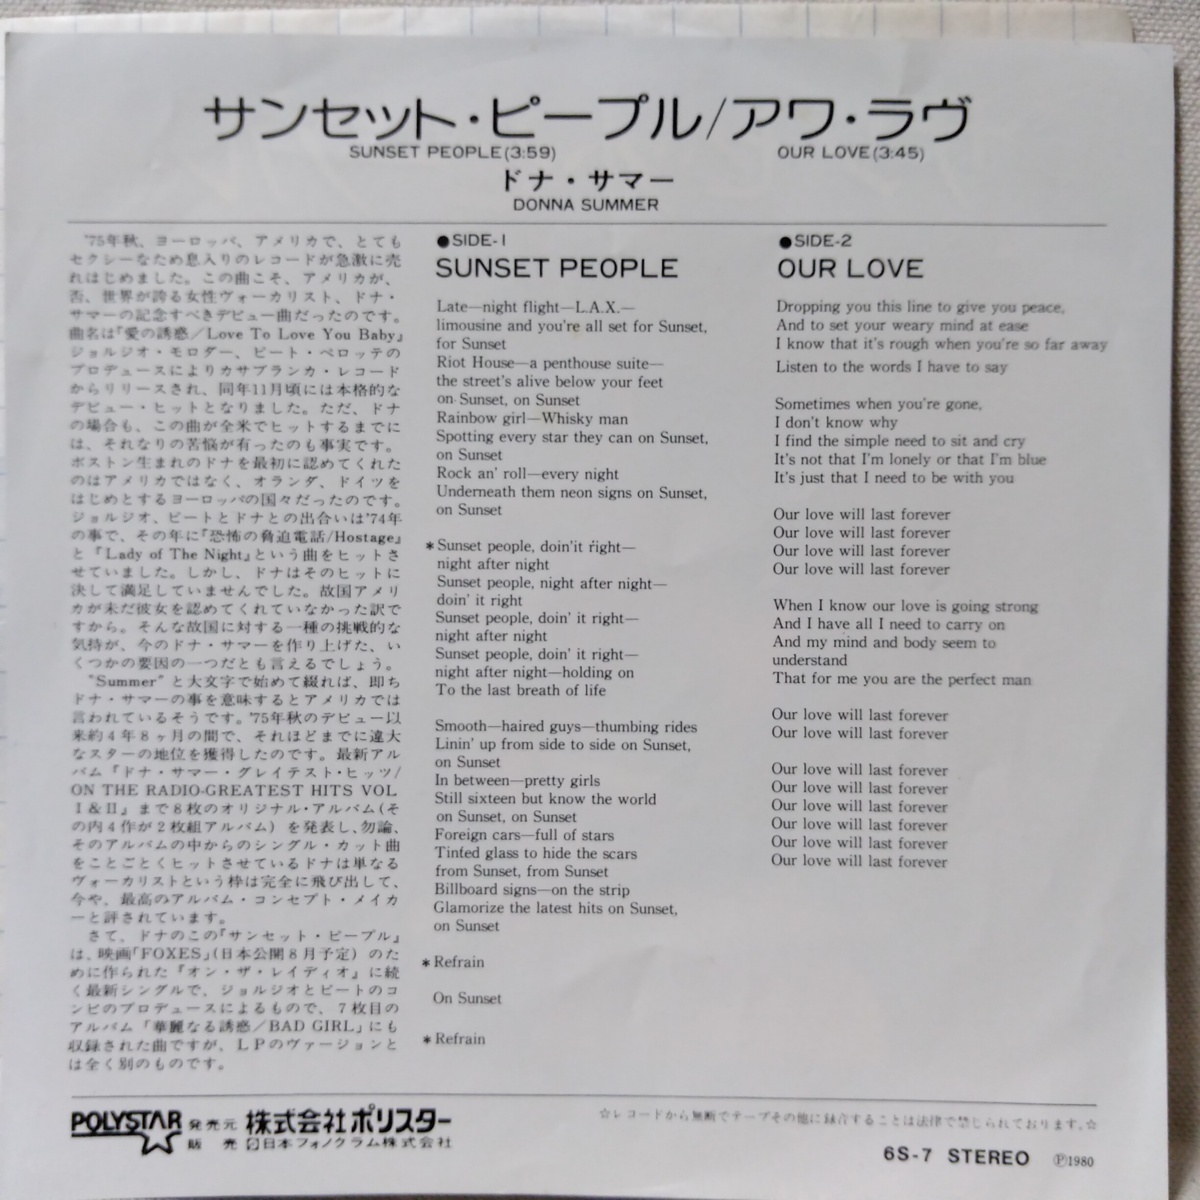 サンセット・ピープル/アワ・ラヴ
SUNSET PEOPLE(3:59) OUR LOVE(3:45)
ドナ・サマー
DONNA SUMMER
'75年秋、ヨーロッパ、アメリカで、とても
セクシーなため息入りのレコードが急激に売
れはじめました。この曲こそ、アメリカが、
否、世界が誇る女性ヴォーカリスト、ドナ・
サマーの記念すべきデビュー曲だったのです。
曲名は『愛の誘惑/Love To Love You Baby』
ジョルジオ・モロダー、ピート・ベロッテの
プロデュースによりカサブランカ・レコード
からリリースされ、同年11月頃には本格的な
デビュー・ヒットとなりました。ただ、ドナ
の場合も、この曲が全米でヒットするまでに
は、それなりの苦悩が有ったのも事実です。
ボストン生まれのドナを最初に認めてくれた
のはアメリカではなく、オランダ、ドイツを
はじめとするヨーロッパの国々だったのです。
ジョルジオ、ピートとドナとの出合いは'74年
の事で、その年に『恐怖の脅迫電話/Hostage』
と『Lady of The Night』という曲をヒットさ
せていました。しかし、ドナはそのヒットに
決して満足していませんでした。故国アメリ
カが未だ彼女を認めてくれていなかった訳で
すから。そんな故国に対する一種の挑戦的な
気持が、今のドナ・サマーを作り上げた、い
くつかの要因の一つだとも言えるでしょう。
"Summer"と大文字で始めて綴れば、即ち
ドナ・サマーの事を意味するとアメリカでは
言われているそうです。'75年秋のデビュー以
来約4年8ヶ月の間で、それほどまでに違大
なスターの地位を獲得したのです。最新アル
バム『ドナ・サマー・グレイテスト・ヒッツ/
ON THE RADIO-GREATEST HITS VOL
I & II』まで8枚のオリジナル・アルバム(そ
の内4作が2枚組アルバム)を発表し、勿論、
そのアルバムの中からのシングル・カット曲
をことごとくヒットさせているドナは単なる
ヴォーカリストという枠は完全に飛び出して、
今や、最高のアルバム・コンセプト・メイカ
ーと評されています。
さて、ドナのこの『サンセット・ピープル』
は、映画「FOXES」(日本公開8月予定)のた
めに作られた『オン・ザ・レイディオ』に続
く最新シングルで、ジョルジオとピートのコ
ンビのプロデュースによるもので、7枚目の
アルバム「華麗なる誘惑/BAD GIRL」にも
収録された曲ですが、LPのヴァージョンと
は全く別のものです。
●SIDE-1
SUNSET PEOPLE
Late—night flight—L.A.X.—
limousine and you're all set for Sunset,
for Sunset
Riot House—a penthouse suite—
the street's alive below your feet
on Sunset, on Sunset
Rainbow girl—Whisky man
Spotting every star they can on Sunset,
on Sunset
Rock an' roll—every night
Underneath them neon signs on Sunset,
on Sunset
*Sunset people, doin'it right—
night after night
Sunset people, night after night—
doin' it right
Sunset people, doin' it right—
night after night
Sunset people, doin' it right—
night after night—holding on
To the last breath of life
Smooth—haired guys—thumbing rides
Linin' up from side to side on Sunset,
on Sunset
In between—pretty girls
Still sixteen but know the world
on Sunset, on Sunset
Foreign cars—full of stars
Tinted glass to hide the scars
from Sunset, from Sunset
Billboard signs—on the strip
Glamorize the latest hits on Sunset,
on Sunset
*Refrain
On Sunset
*Refrain
●SIDE-2
OUR LOVE
Dropping you this line to give you peace,
And to set your weary mind at ease
I know that it's rough when you're so far away
Listen to the words I have to say
Sometimes when you're gone,
I don't know why
I find the simple need to sit and cry
It's not that I'm lonely or that I'm blue
It's just that I need to be with you
Our love will last forever
Our love will last forever
Our love will last forever
Our love will last forever
When I know our love is going strong
And I have all I need to carry on
And my mind and body seem to
understand
That for me you are the perfect man
Our love will last forever
Our love will last forever
Our love will last forever
Our love will last forever
Our love will last forever
Our love will last forever
Our love will last forever
Our love will last forever
POLYSTAR 発売元 株式会社ポリスター
販売 日本フォノグラム株式会社
☆レコードから無断でテープその他に録音することは法律で禁じられております。☆
6S-7 STEREO Ⓟ1980